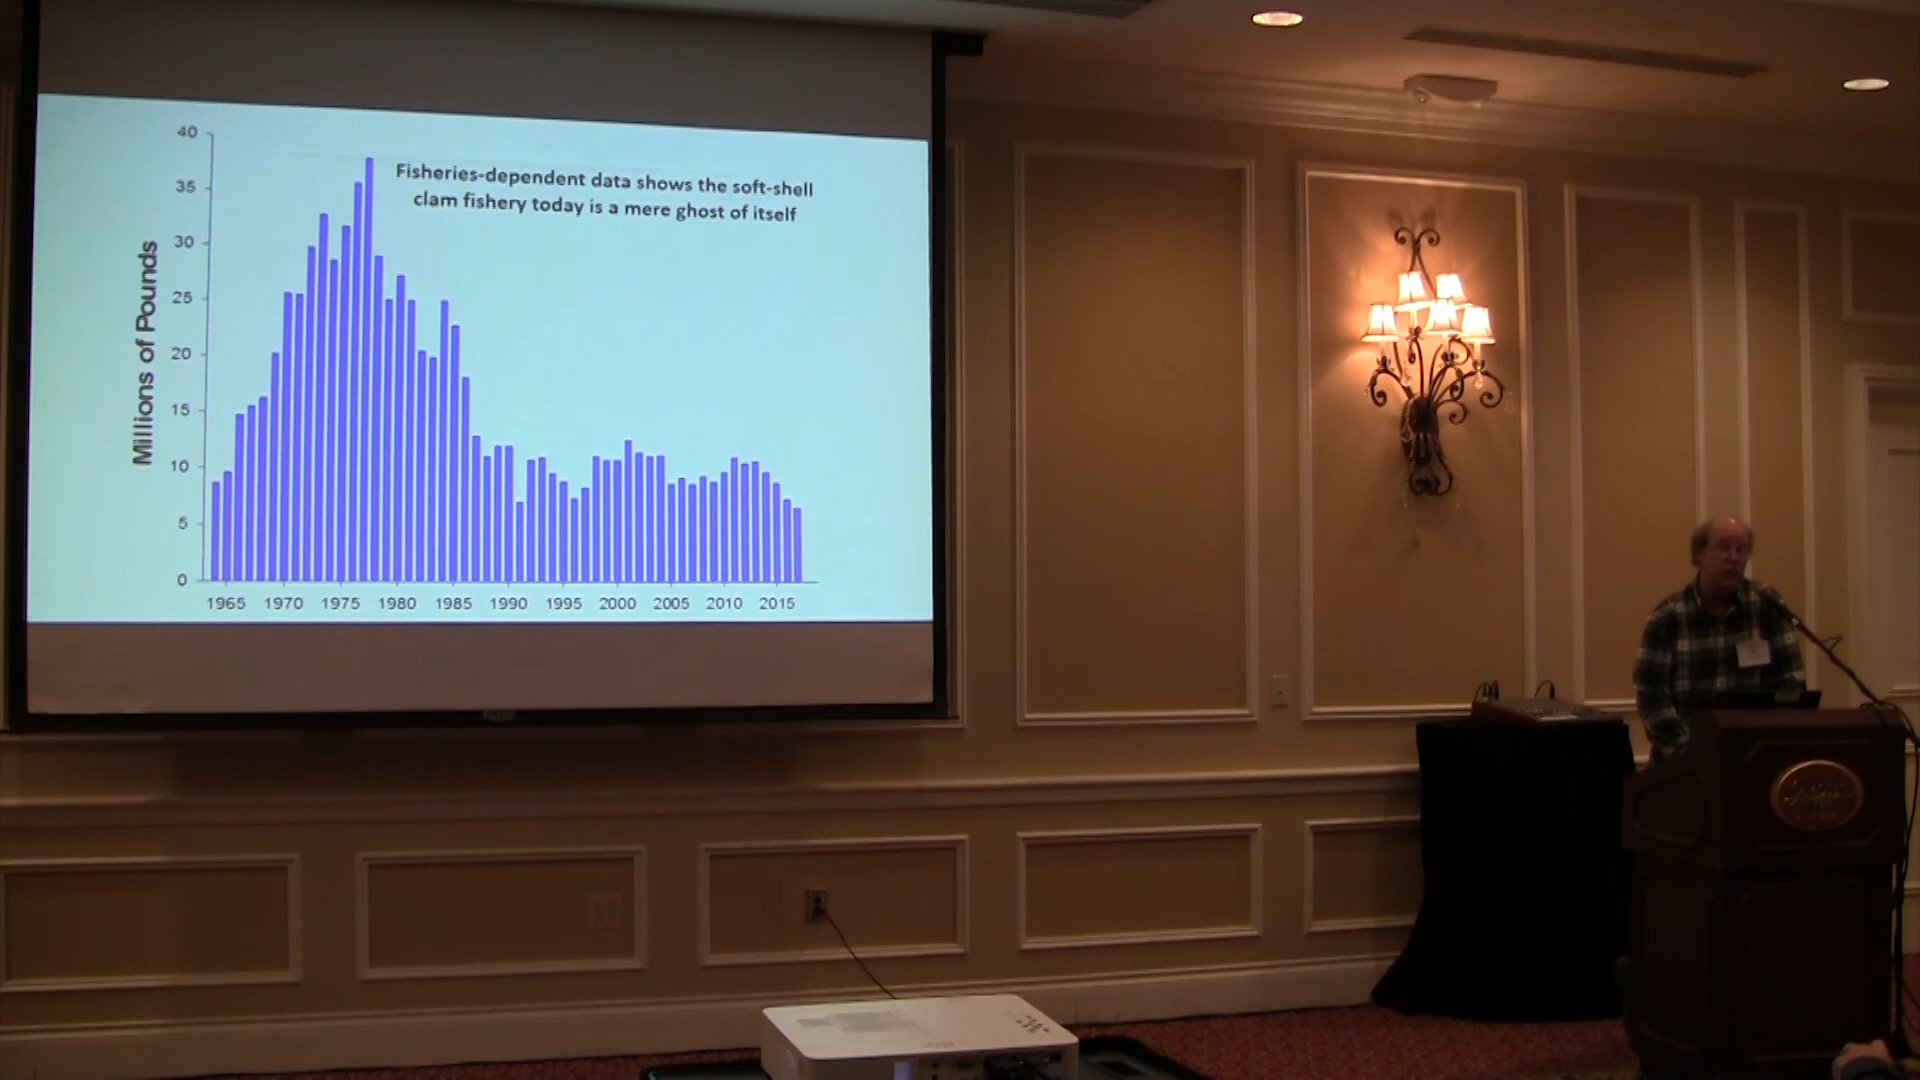 Fisheries-dependent data shows the soft-shell
clam fishery today is a mere ghost of itself
Millions of Pounds
40
35
30
25
20
15
10
5
0
1965 1970 1975 1980 1985 1990 1995 2000 2005 2010 2015